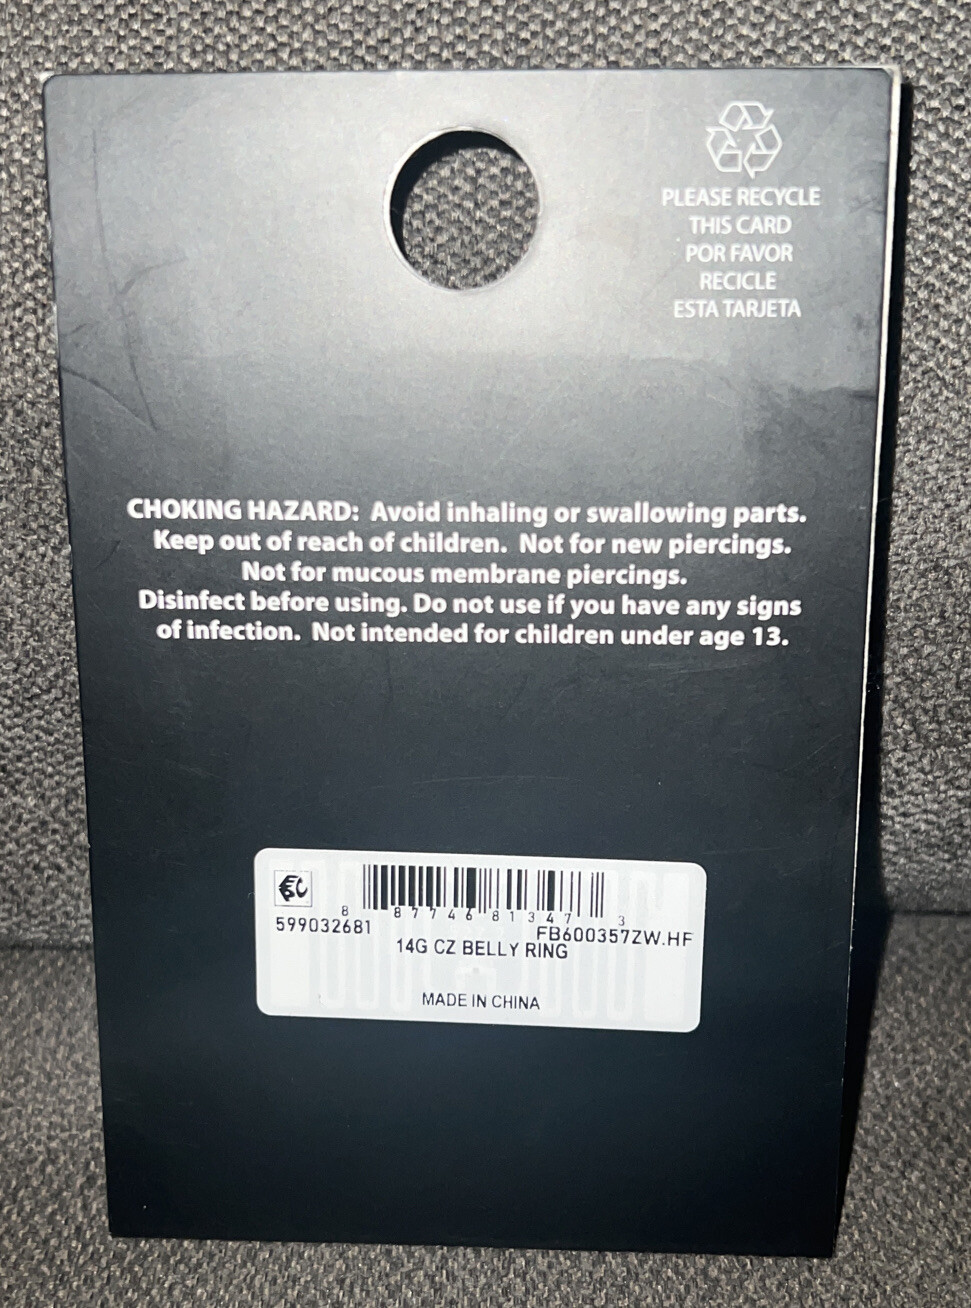 PLEASE RECYCLE
THIS CARD
POR FAVOR
RECICLE
ESTA TARJETA
CHOKING HAZARD: Avoid inhaling or swallowing parts.
Keep out of reach of children. Not for new piercings.
Not for mucous membrane piercings.
Disinfect before using. Do not use if you have any signs
of infection. Not intended for children under age 13.
8 87746 81347 3
599032681 FB600357ZW.HF
14G CZ BELLY RING
MADE IN CHINA